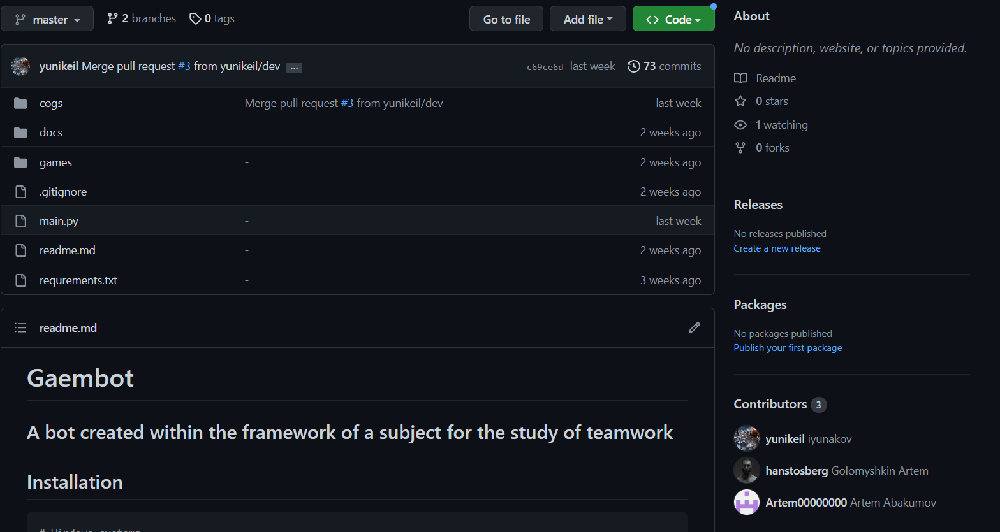 master
2 branches
0 tags
Go to file
Add file
<> Code
yunikeil Merge pull request #3 from yunikeil/dev ...
c69ce6d last week
73 commits
cogs
Merge pull request #3 from yunikeil/dev
last week
docs
-
2 weeks ago
games
-
2 weeks ago
.gitignore
-
2 weeks ago
main.py
-
last week
readme.md
-
2 weeks ago
requrements.txt
-
3 weeks ago
readme.md
Gaembot
A bot created within the framework of a subject for the study of teamwork
Installation
# Windows systems
About
No description, website, or topics provided.
Readme
0 stars
1 watching
0 forks
Releases
No releases published
Create a new release
Packages
No packages published
Publish your first package
Contributors 3
yunikeil iyunakov
hanstosberg Golomyshkin Artem
Artem00000000 Artem Abakumov